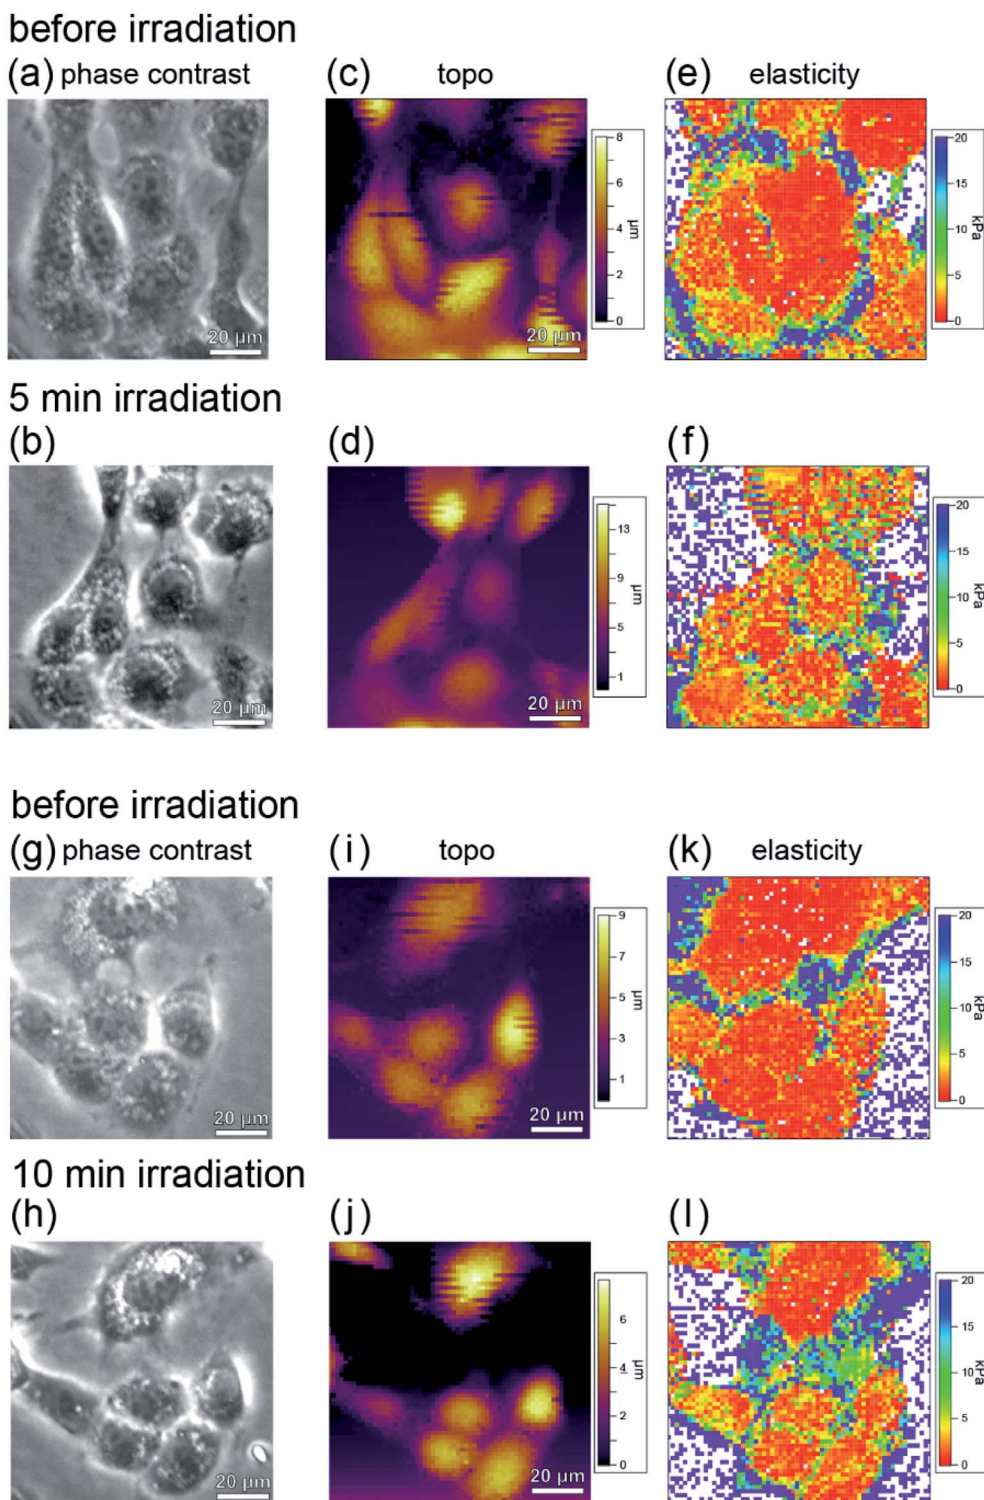 before irradiation
(a) phase contrast (c) topo (e) elasticity
8
6
4
2
0
µm
20
15
10
5
0
kPa
20 µm 20 µm
5 min irradiation
(b) (d) (f)
13
9
5
1
µm
20
15
10
5
0
kPa
20 µm 20 µm
before irradiation
(g) phase contrast (i) topo (k) elasticity
9
7
5
3
1
µm
20
15
10
5
0
kPa
20 µm 20 µm
10 min irradiation
(h) (j) (l)
6
4
2
0
µm
20
15
10
5
0
kPa
20 µm 20 µm